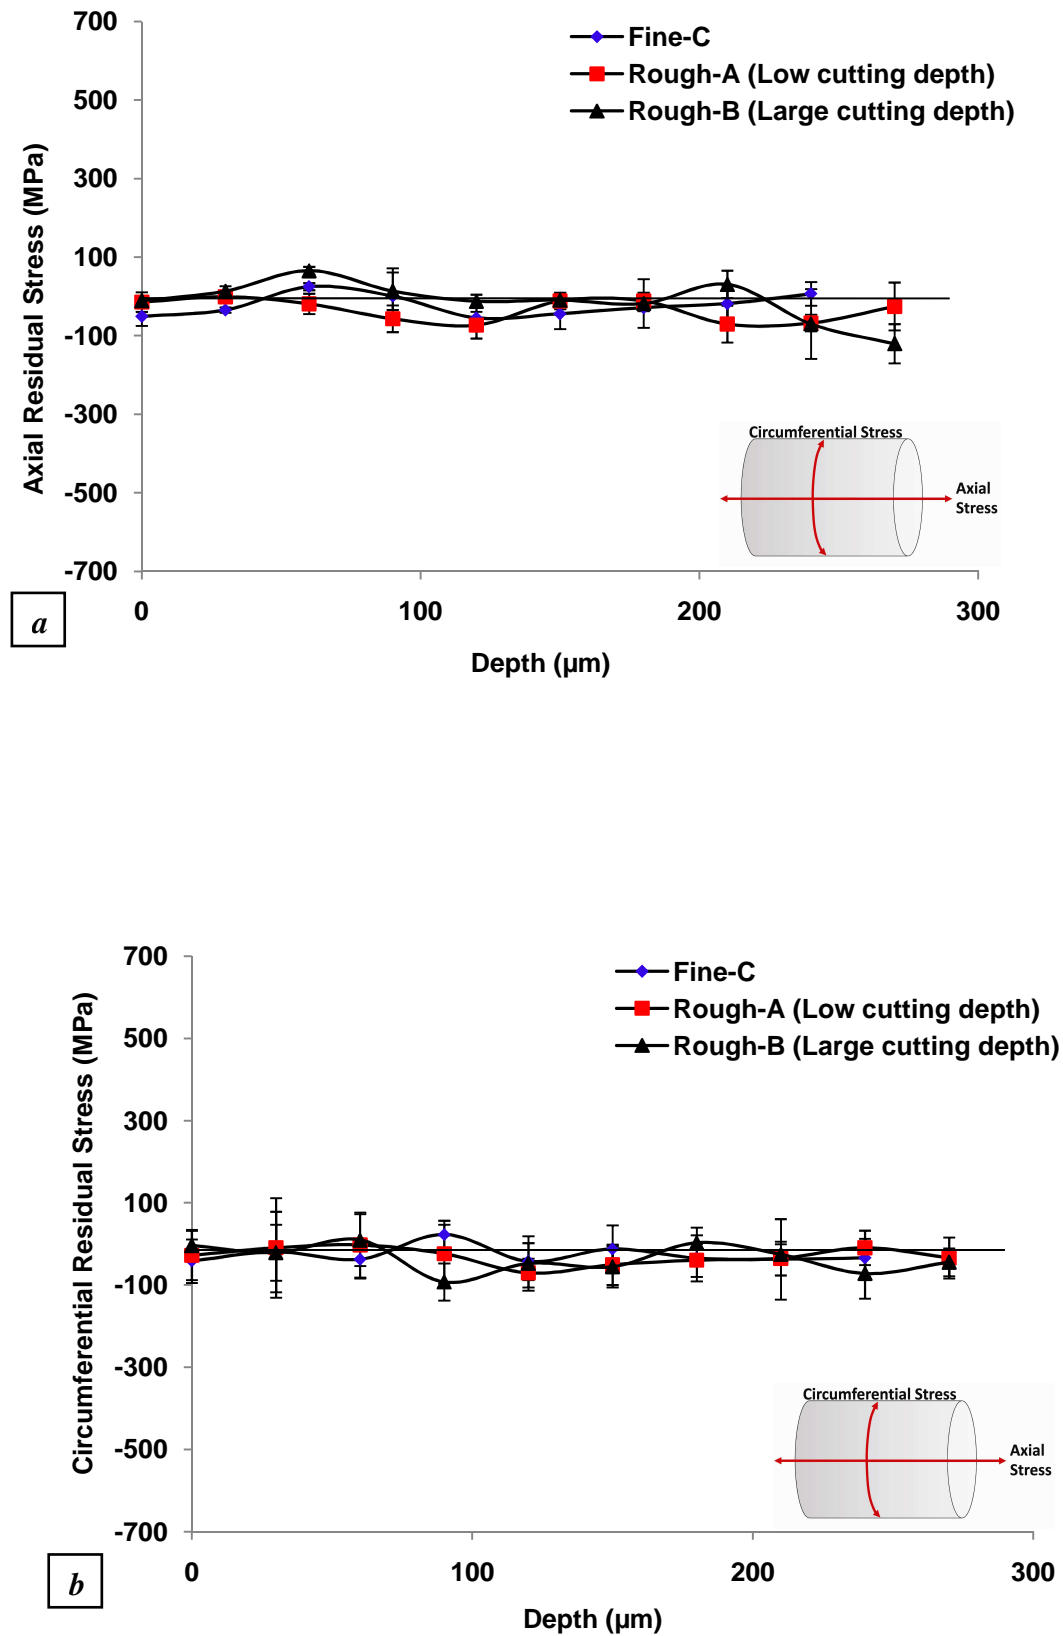 700
500
300
100
-100
-300
-500
-700
Axial Residual Stress (MPa)
Fine-C
Rough-A (Low cutting depth)
Rough-B (Large cutting depth)
Circumferential Stress
Axial
Stress
0
100
200
300
Depth (µm)
a
700
500
300
100
-100
-300
-500
-700
Circumferential Residual Stress (MPa)
Fine-C
Rough-A (Low cutting depth)
Rough-B (Large cutting depth)
Circumferential Stress
Axial
Stress
0
100
200
300
Depth (µm)
b